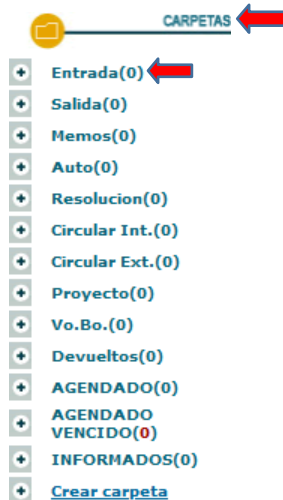 CARPETAS
Entrada(0)
Salida(0)
Memos(0)
Auto(0)
Resolucion(0)
Circular Int.(0)
Circular Ext.(0)
Proyecto(0)
Vo.Bo.(0)
Devueltos(0)
AGENDADO(0)
AGENDADO
VENCIDO(0)
INFORMADOS(0)
Crear carpeta